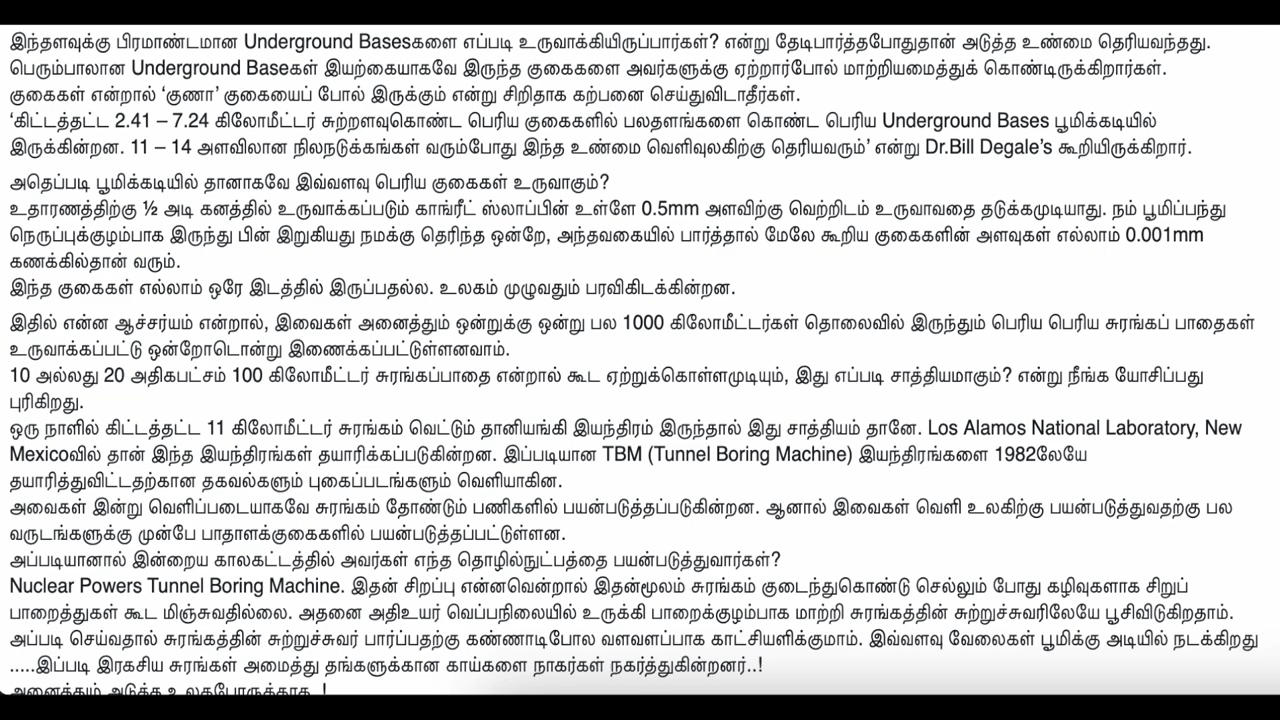 இந்தளவுக்கு பிரமாண்டமான Underground Basesகளை எப்படி உருவாக்கியிருப்பார்கள்? என்று தேடிபார்த்தபோதுதான் அடுத்த உண்மை தெரியவந்தது.
பெரும்பாலான Underground Baseகள் இயற்கையாகவே இருந்த குகைகளை அவர்களுக்கு ஏற்றார்போல் மாற்றியமைத்துக் கொண்டிருக்கிறார்கள்.
குகைகள் என்றால் ‘குணா’ குகையைப் போல் இருக்கும் என்று சிறிதாக கற்பனை செய்துவிடாதீர்கள்.
‘கிட்டத்தட்ட 2.41 – 7.24 கிலோமீட்டர் சுற்றளவுகொண்ட பெரிய குகைகளில் பலதளங்களை கொண்ட பெரிய Underground Bases பூமிக்கடியில்
இருக்கின்றன. 11 – 14 அளவிலான நிலநடுக்கங்கள் வரும்போது இந்த உண்மை வெளிவுலகிற்கு தெரியவரும்’ என்று Dr.Bill Degale’s கூறியிருக்கிறார்.
அதெப்படி பூமிக்கடியில் தானாகவே இவ்வளவு பெரிய குகைகள் உருவாகும்?
உதாரணத்திற்கு ½ அடி கனத்தில் உருவாக்கப்படும் காங்ரீட் ஸ்லாப்பின் உள்ளே 0.5mm அளவிற்கு வெற்றிடம் உருவாவதை தடுக்கமுடியாது. நம் பூமிப்பந்து
நெருப்புக்குழம்பாக இருந்து பின் இறுகியது நமக்கு தெரிந்த ஒன்றே, அந்தவகையில் பார்த்தால் மேலே கூறிய குகைகளின் அளவுகள் எல்லாம் 0.001mm
கணக்கில்தான் வரும்.
இந்த குகைகள் எல்லாம் ஒரே இடத்தில் இருப்பதல்ல. உலகம் முழுவதும் பரவிகிடக்கின்றன.
இதில் என்ன ஆச்சர்யம் என்றால், இவைகள் அனைத்தும் ஒன்றுக்கு ஒன்று பல 1000 கிலோமீட்டர்கள் தொலைவில் இருந்தும் பெரிய பெரிய சுரங்கப் பாதைகள்
உருவாக்கப்பட்டு ஒன்றோடொன்று இணைக்கப்பட்டுள்ளனவாம்.
10 அல்லது 20 அதிகபட்சம் 100 கிலோமீட்டர் சுரங்கப்பாதை என்றால் கூட ஏற்றுக்கொள்ளமுடியும், இது எப்படி சாத்தியமாகும்? என்று நீங்க யோசிப்பது
புரிகிறது.
ஒரு நாளில் கிட்டத்தட்ட 11 கிலோமீட்டர் சுரங்கம் வெட்டும் தானியங்கி இயந்திரம் இருந்தால் இது சாத்தியம் தானே. Los Alamos National Laboratory, New
Mexicoவில் தான் இந்த இயந்திரங்கள் தயாரிக்கப்படுகின்றன. இப்படியான TBM (Tunnel Boring Machine) இயந்திரங்களை 1982லேயே
தயாரித்துவிட்டதற்கான தகவல்களும் புகைப்படங்களும் வெளியாகின.
அவைகள் இன்று வெளிப்படையாகவே சுரங்கம் தோண்டும் பணிகளில் பயன்படுத்தப்படுகின்றன. ஆனால் இவைகள் வெளி உலகிற்கு பயன்படுத்துவதற்கு பல
வருடங்களுக்கு முன்பே பாதாளக்குகைகளில் பயன்படுத்தப்பட்டுள்ளன.
அப்படியானால் இன்றைய காலகட்டத்தில் அவர்கள் எந்த தொழில்நுட்பத்தை பயன்படுத்துவார்கள்?
Nuclear Powers Tunnel Boring Machine. இதன் சிறப்பு என்னவென்றால் இதன்மூலம் சுரங்கம் குடைந்துகொண்டு செல்லும் போது கழிவுகளாக சிறுப்
பாறைத்துகள் கூட மிஞ்சுவதில்லை. அதனை அதிஉயர் வெப்பநிலையில் உருக்கி பாறைக்குழம்பாக மாற்றி சுரங்கத்தின் சுற்றுச்சுவரிலேயே பூசிவிடுகிறதாம்.
அப்படி செய்வதால் சுரங்கத்தின் சுற்றுச்சுவர் பார்ப்பதற்கு கண்ணாடிபோல வளவளப்பாக காட்சியளிக்குமாம். இவ்வளவு வேலைகள் பூமிக்கு அடியில் நடக்கிறது
.....இப்படி இரகசிய சுரங்கள் அமைத்து தங்களுக்கான காய்களை நாகர்கள் நகர்த்துகின்றனர்..!
அனைத்தும் அடுத்த உலகபோருக்காக..!